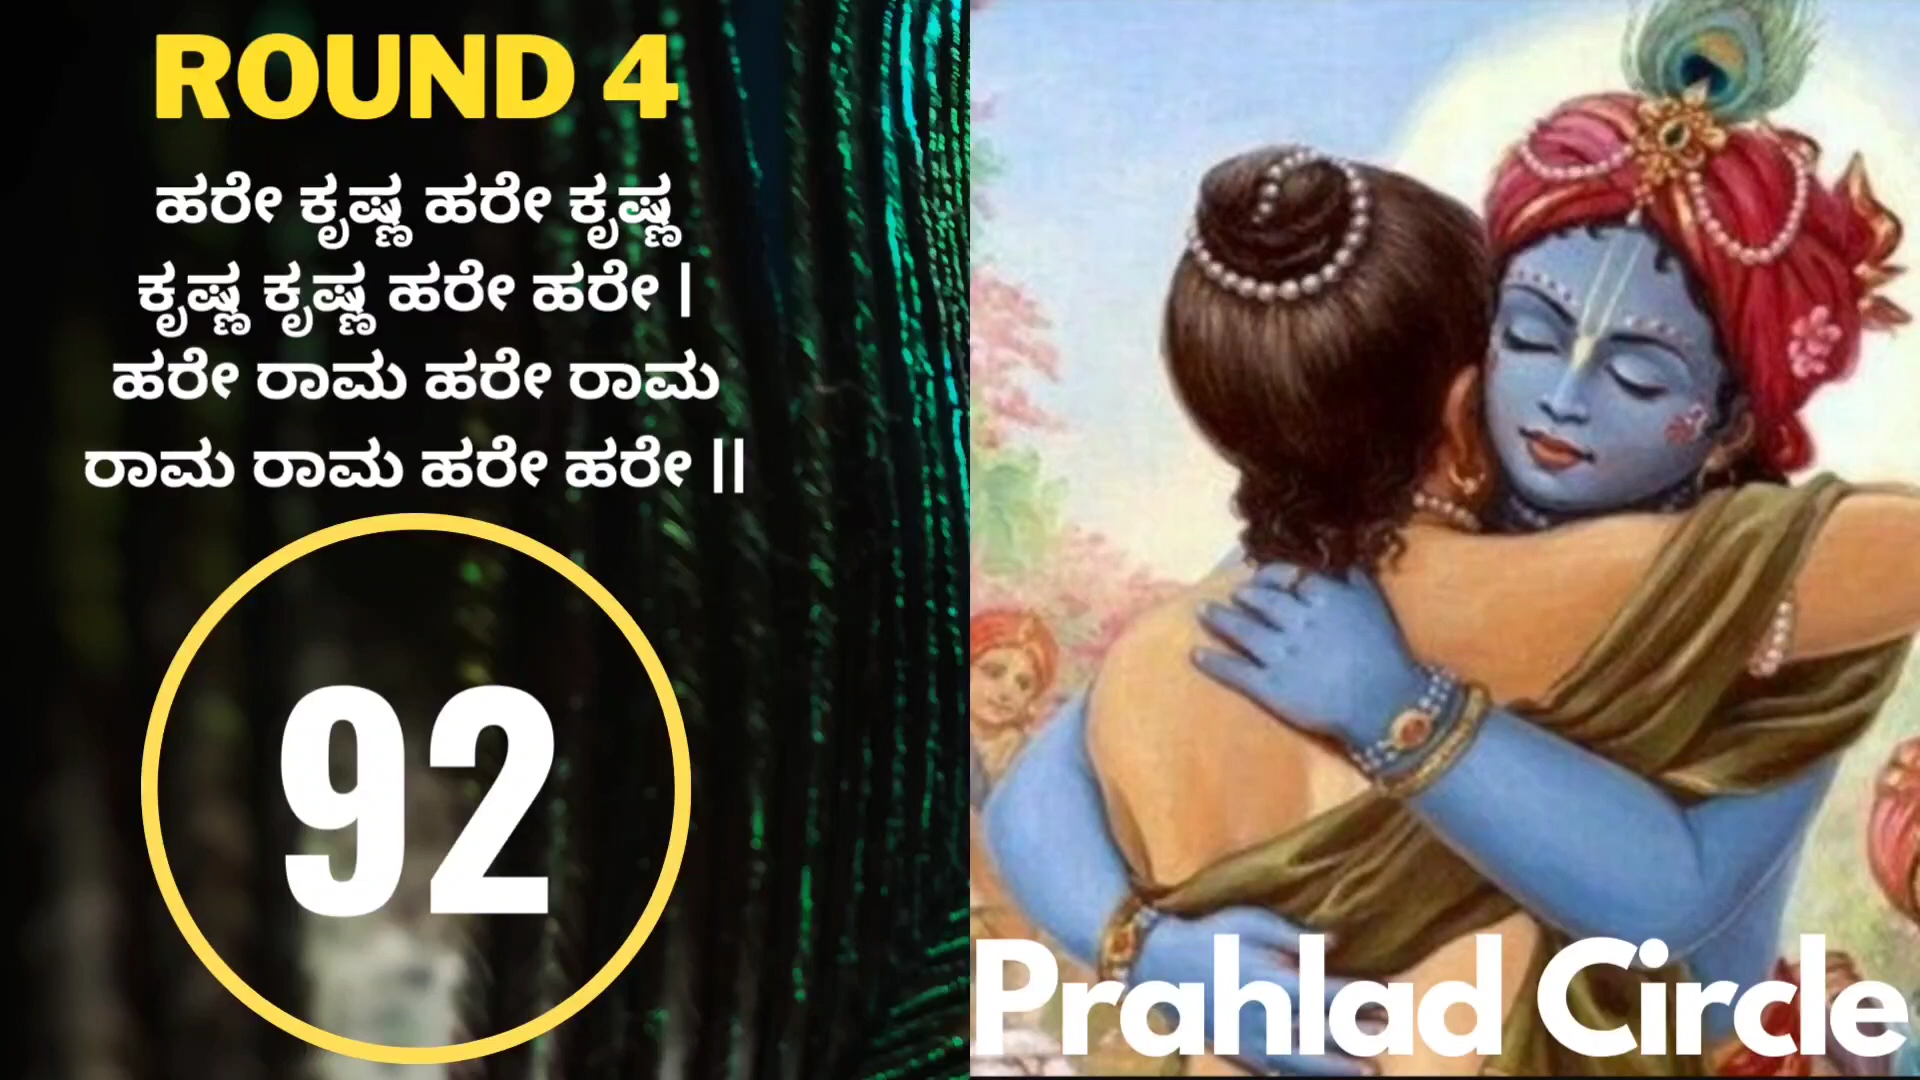 ROUND 4
ಹರೇ ಕೃಷ್ಣ ಹರೇ ಕೃಷ್ಣ
ಕೃಷ್ಣ ಕೃಷ್ಣ ಹರೇ ಹರೇ |
ಹರೇ ರಾಮ ಹರೇ ರಾಮ
ರಾಮ ರಾಮ ಹರೇ ಹರೇ ||
92
Prahlad Circle